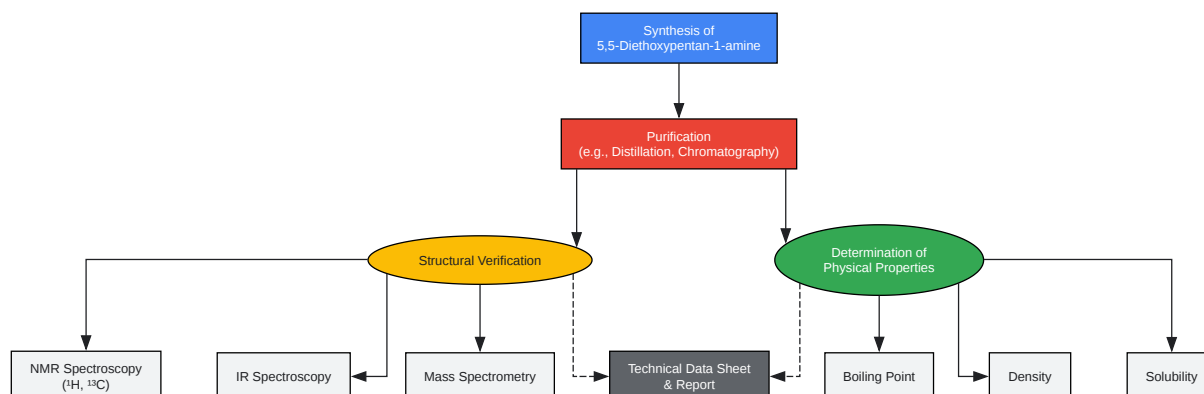 Synthesis of
5,5-Diethoxypentan-1-amine
Purification
(e.g., Distillation, Chromatography)
Structural Verification
Determination of
Physical Properties
NMR Spectroscopy
(¹H, ¹³C)
IR Spectroscopy
Mass Spectrometry
Technical Data Sheet
& Report
Boiling Point
Density
Solubility